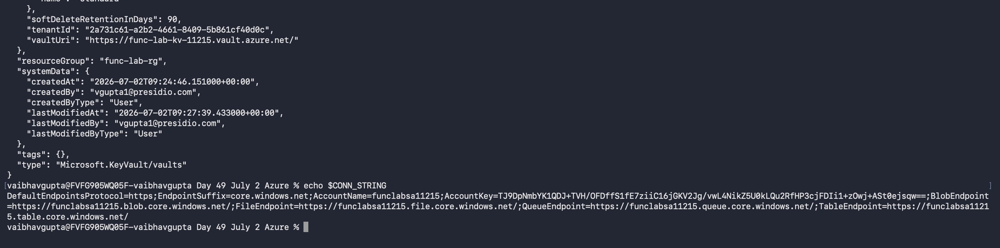 },
"softDeleteRetentionInDays": 90,
"tenantId": "2a731c61-a2b2-4661-8409-5b861cf40d0c",
"vaultUri": "https://func-lab-kv-11215.vault.azure.net/"
},
"resourceGroup": "func-lab-rg",
"systemData": {
"createdAt": "2026-07-02T09:24:46.151000+00:00",
"createdBy": "vgupta1@presidio.com",
"createdByType": "User",
"lastModifiedAt": "2026-07-02T09:27:39.433000+00:00",
"lastModifiedBy": "vgupta1@presidio.com",
"lastModifiedByType": "User"
},
"tags": {},
"type": "Microsoft.KeyVault/vaults"
}
[vaibhavgupta@FVFG905WQ05F-vaibhavgupta Day 49 July 2 Azure % echo $CONN_STRING ]
DefaultEndpointsProtocol=https;EndpointSuffix=core.windows.net;AccountName=funclabsa11215;AccountKey=TJ9DpNmbYK1QDJ+TVH/OFDffS1fE7ziiC16jGKV2Jg/vwL4NikZ5U0kLQu2RfHP3cjFDIi1+zOwj+ASt0ejsqw==;BlobEndpoint
=https://funclabsa11215.blob.core.windows.net/;FileEndpoint=https://funclabsa11215.file.core.windows.net/;QueueEndpoint=https://funclabsa11215.queue.core.windows.net/;TableEndpoint=https://funclabsa1121
5.table.core.windows.net/
vaibhavgupta@FVFG905WQ05F-vaibhavgupta Day 49 July 2 Azure %